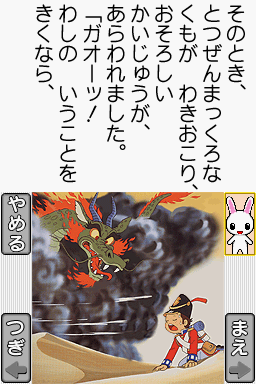 そのとき、
とつぜんまっくろな
くもが わきおこり、
おそろしい
かいじゅうが、
あらわれました。
「ガオーッ！
わしの いうことを
きくなら、
やめる
つぎ
まえ